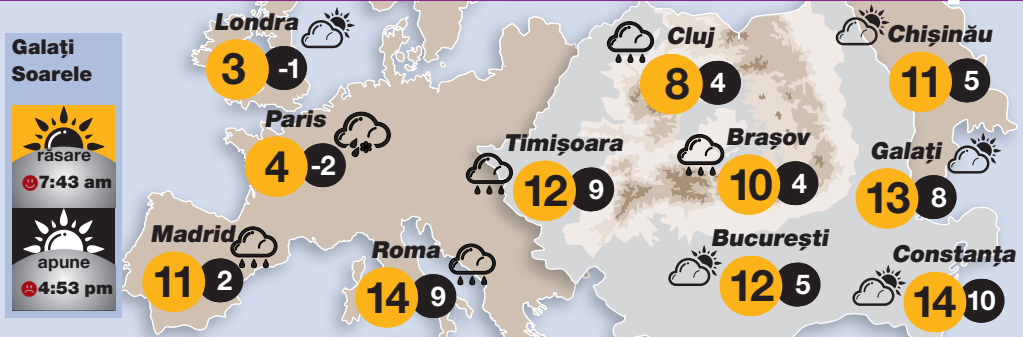 Galați
Soarele
răsare
7:43 am
apune
4:53 pm
Londra
3 -1
Paris
4 -2
Madrid
11 2
Roma
14 9
Timișoara
12 9
Cluj
8 4
Brașov
10 4
București
12 5
Chișinău
11 5
Galați
13 8
Constanța
14 10